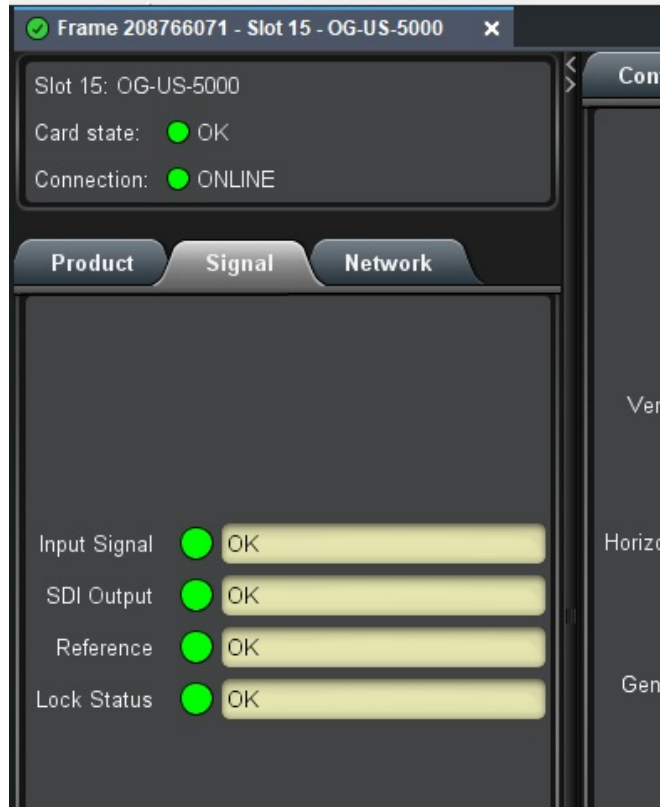 Frame 208766071 - Slot 15 - OG-US-5000
Slot 15: OG-US-5000
Card state: OK
Connection: ONLINE
Product Signal Network
Input Signal OK
SDI Output OK
Reference OK
Lock Status OK